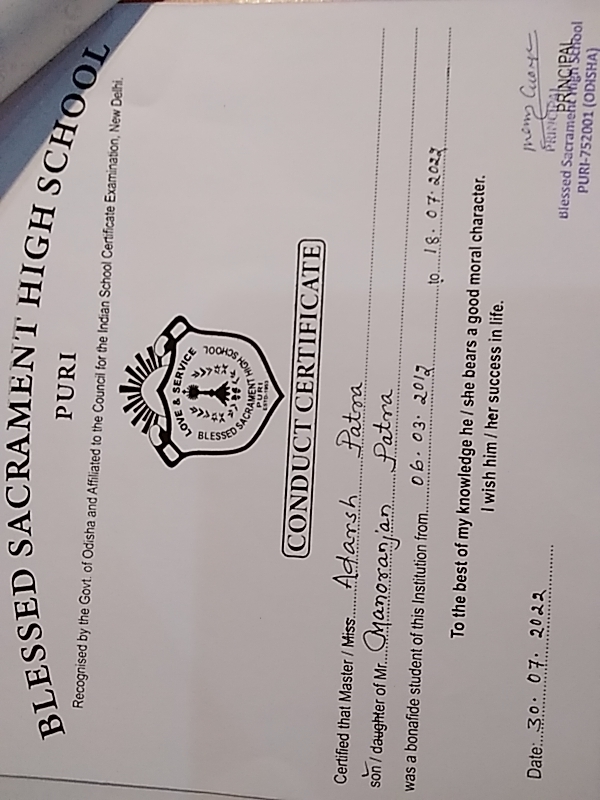 BLESSED SACRAMENT HIGH SCHOOL
PURI
Recognised by the Govt. of Odisha and Affiliated to the Council for the Indian School Certificate Examination, New Delhi.
LOVE & SERVICE
BLESSED SACRAMENT HIGH SCHOOL
PURI
CONDUCT CERTIFICATE
Certified that Master / Miss. Adarsh Patra
son / daughter of Mr. Manoranjan Patra
was a bonafide student of this Institution from 06.03.2012 to 18.07.2022
To the best of my knowledge he / she bears a good moral character.
I wish him / her success in life.
Date: 30.07.2022
PRINCIPAL
PRINCIPAL
Blessed Sacrament High School
PURI-752001 (ODISHA)